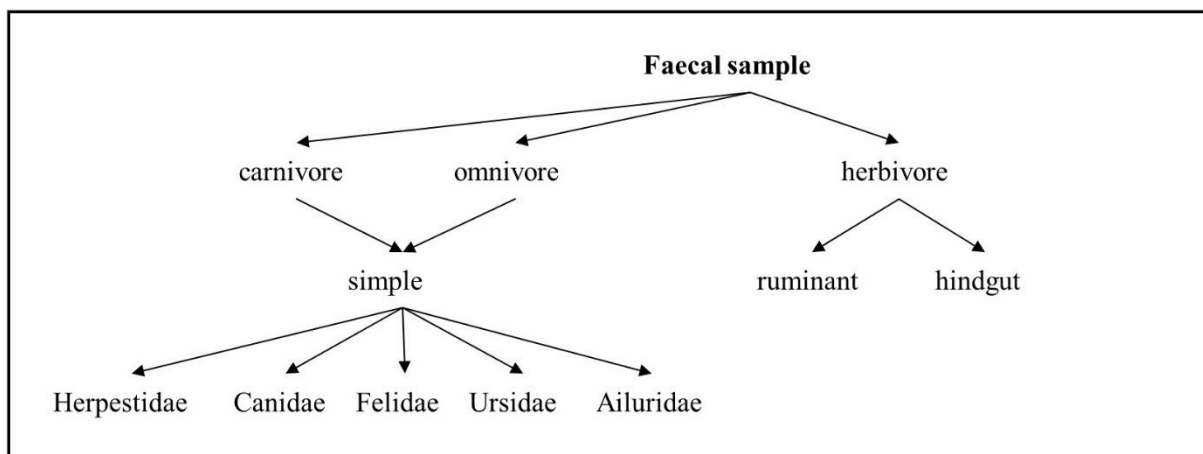 Faecal sample
carnivore omnivore herbivore
simple ruminant hindgut
Herpestidae Canidae Felidae Ursidae Ailuridae